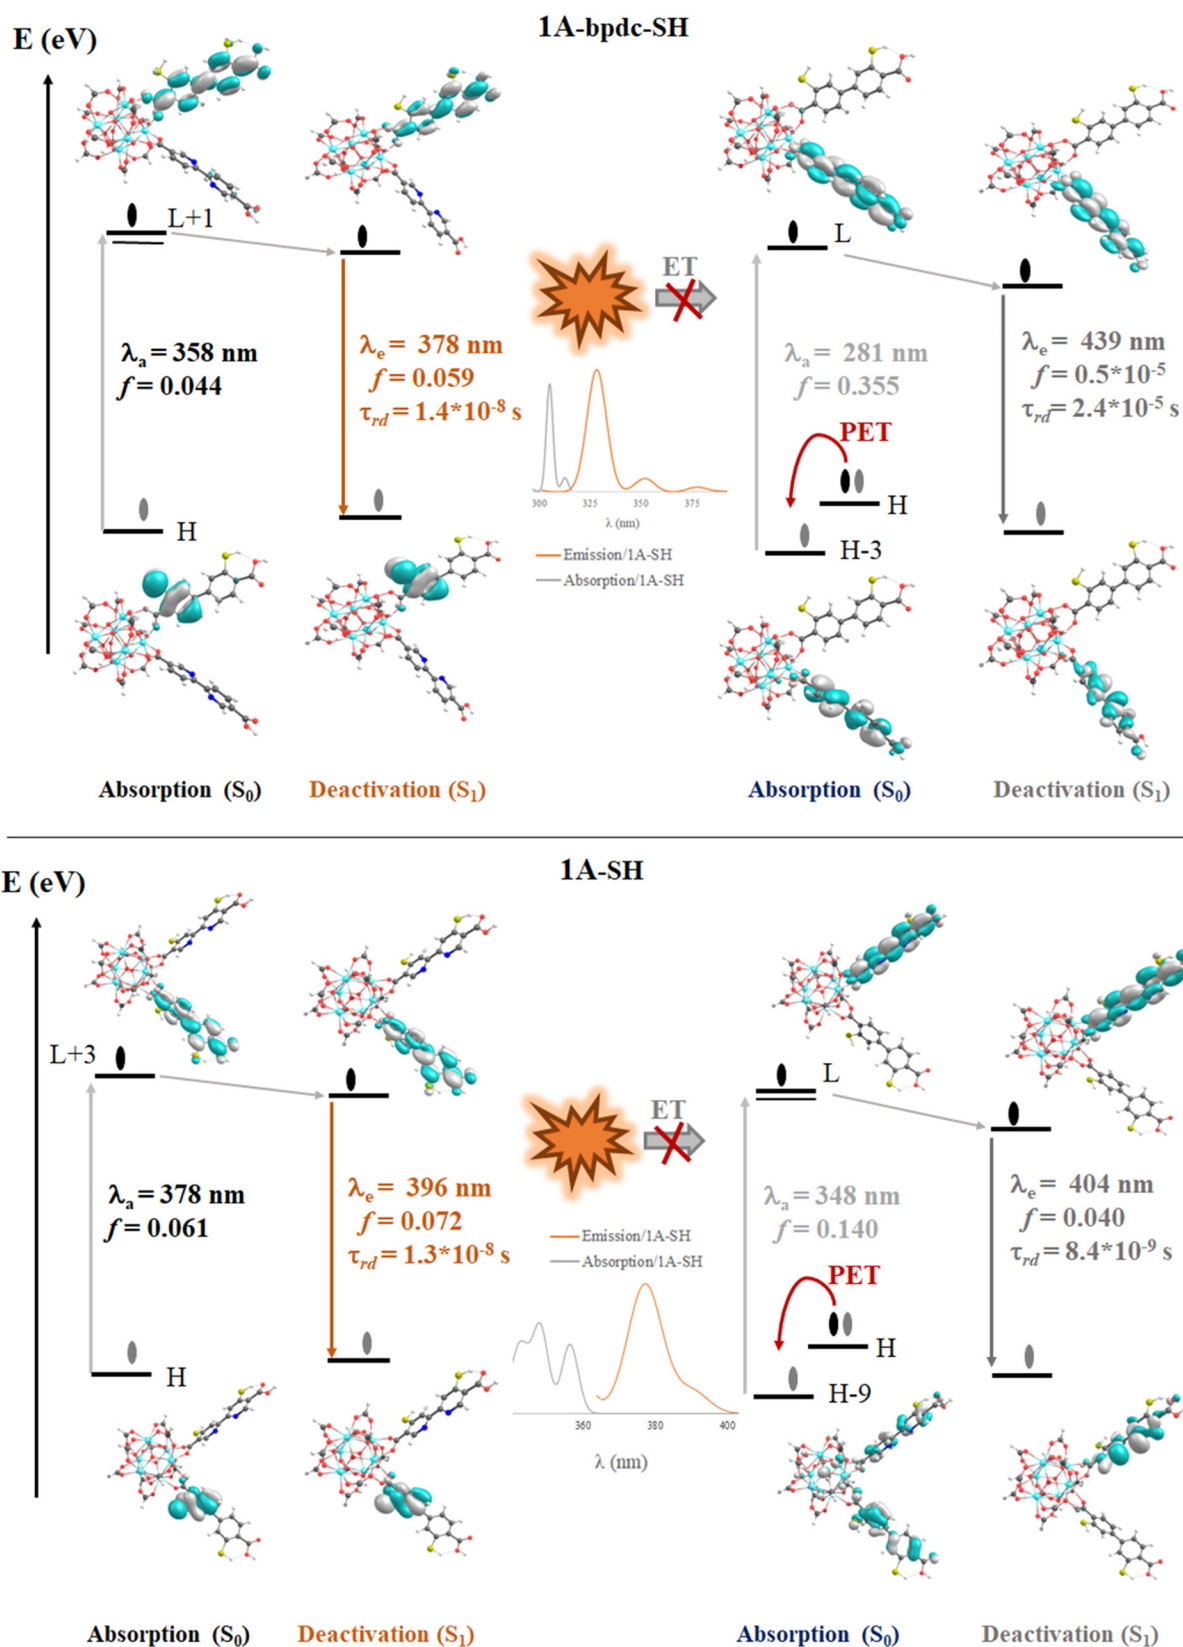 1A-bpdc-SH
E (eV)
L+1
λₐ = 358 nm
f = 0.044
H
λₑ = 378 nm
f = 0.059
τ_rd = 1.4*10⁻⁸ s
ET
300 325 350 375
λ (nm)
Emission/1A-SH
Absorption/1A-SH
L
λₐ = 281 nm
f = 0.355
PET
H
H-3
λₑ = 439 nm
f = 0.5*10⁻⁵
τ_rd = 2.4*10⁻⁵ s
Absorption (S₀)
Deactivation (S₁)
Absorption (S₀)
Deactivation (S₁)
1A-SH
E (eV)
L+3
λₐ = 378 nm
f = 0.061
H
λₑ = 396 nm
f = 0.072
τ_rd = 1.3*10⁻⁸ s
ET
Emission/1A-SH
Absorption/1A-SH
360 380 400
λ (nm)
L
λₐ = 348 nm
f = 0.140
PET
H
H-9
λₑ = 404 nm
f = 0.040
τ_rd = 8.4*10⁻⁹ s
Absorption (S₀)
Deactivation (S₁)
Absorption (S₀)
Deactivation (S₁)